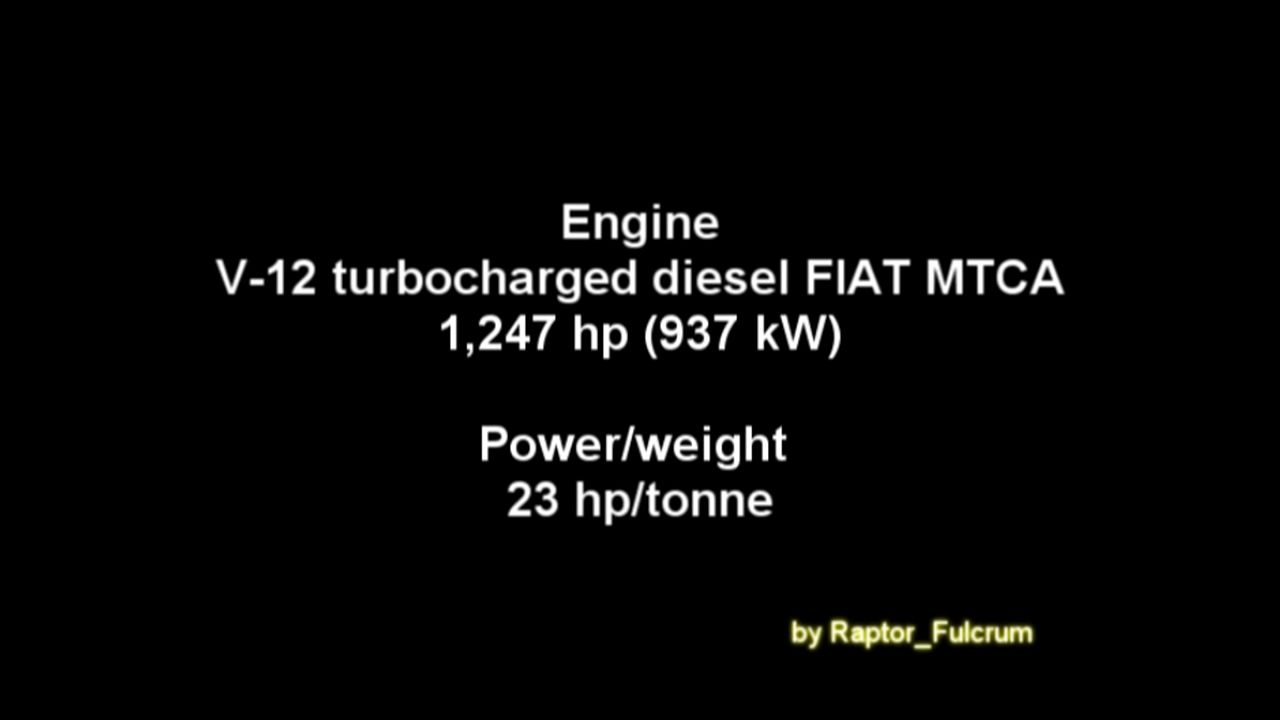 Engine
V-12 turbocharged diesel FIAT MTCA
1,247 hp (937 kW)
Power/weight
23 hp/tonne
by Raptor_Fulcrum